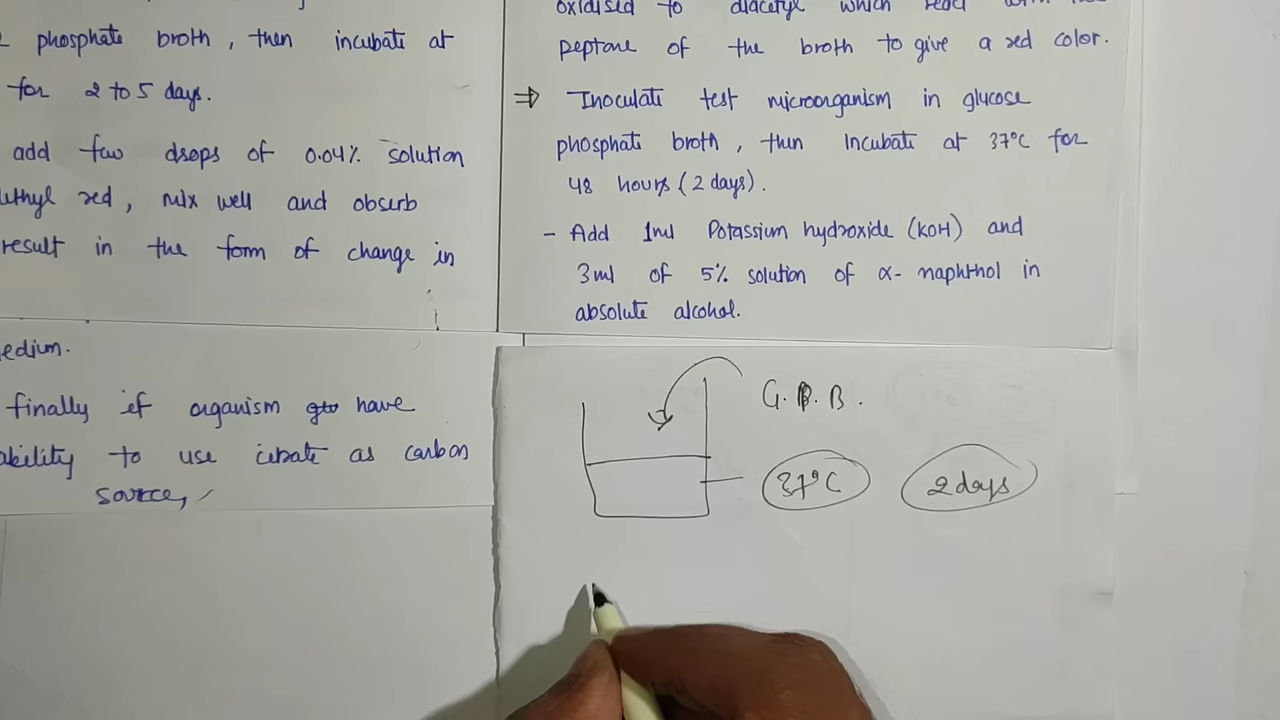 phosphate broth, then incubate at
for 2 to 5 days.
add few drops of 0.04% solution
red, mix well and observb
result in the form of change in
edium.
finally if organism have
ability to use citrate as carbon
source,
oxidised to diacetyl which react
peptone of the broth to give a red color.
⇒ Inoculate test microorganism in glucose
phosphate broth, then incubate at 37°C for
48 hours (2 days).
- Add 1ml Potassium hydroxide (KOH) and
3ml of 5% solution of α- naphthol in
absolute alcohol.
G.P.B.
37°C 2 days